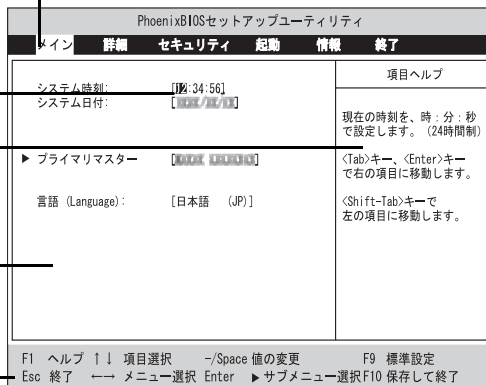 PhoenixBIOSセットアップユーティリティ
メイン 詳細 セキュリティ 起動 情報 終了
項目ヘルプ
システム時刻: [12:34:56]
システム日付:
現在の時刻を、時:分:秒
で設定します。(24時間制)
▶ プライマリマスター
<Tab>キー、<Enter>キー
で右の項目に移動します。
言語 (Language): [日本語 (JP)]
<Shift-Tab>キーで
左の項目に移動します。
F1 ヘルプ ↑↓ 項目選択 -/Space 値の変更 F9 標準設定
Esc 終了 ←→ メニュー選択 Enter ▶サブメニュー選択 F10 保存して終了